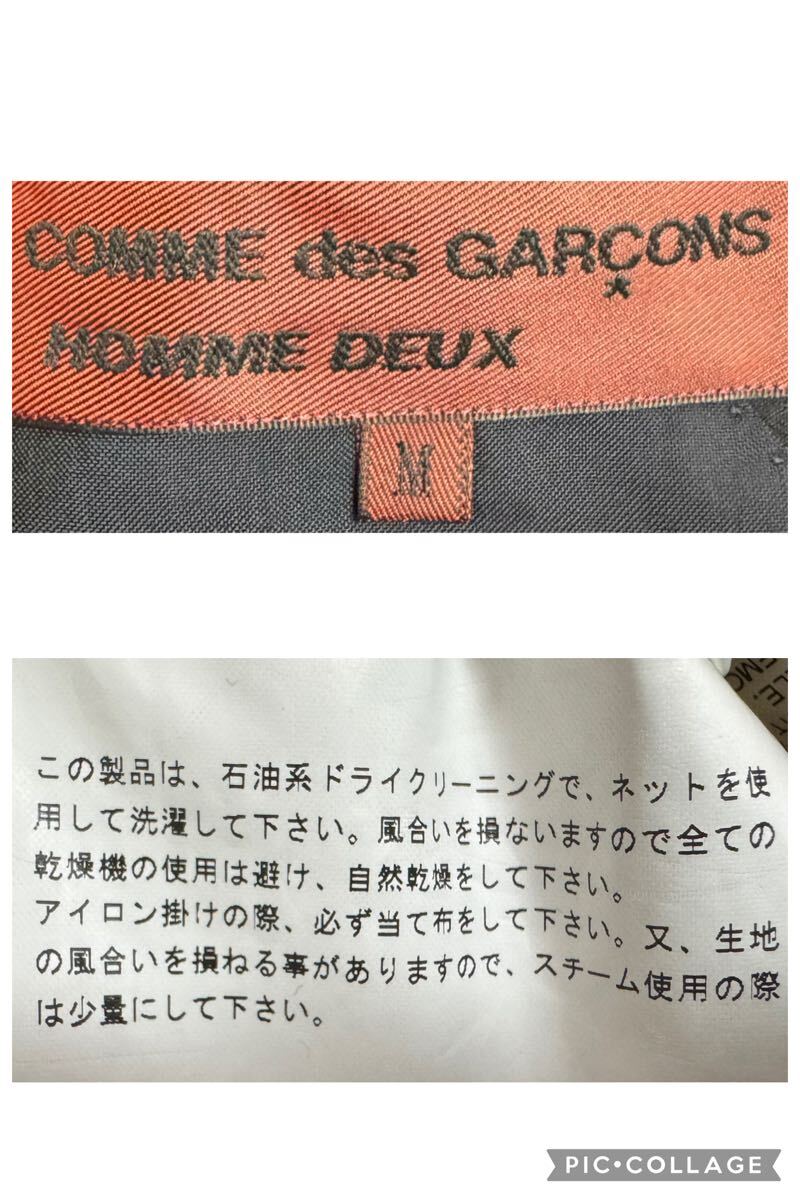 COMME des GARÇONS
HOMME DEUX
M
この製品は、石油系ドライクリーニングで、ネットを使
用して洗濯して下さい。風合いを損ないますので全ての
乾燥機の使用は避け、自然乾燥をして下さい。
アイロン掛けの際、必ず当て布をして下さい。又、生地
の風合いを損ねる事がありますので、スチーム使用の際
は少量にして下さい。
PIC•COLLAGE